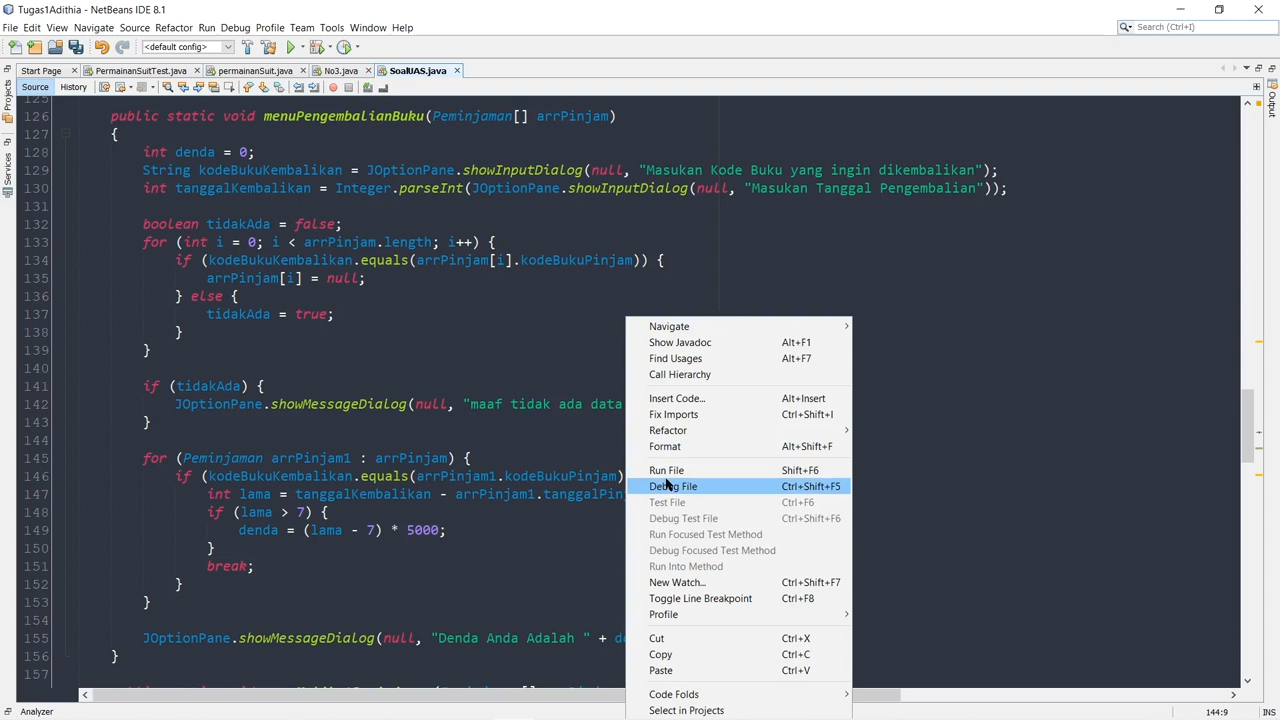 Tugas1Adithia - NetBeans IDE 8.1
File Edit View Navigate Source Refactor Run Debug Profile Team Tools Window Help
Search (Ctrl+I)
<default config>
Start Page PermainanSuitTest.java permainanSuit.java No3.java SoalUAS.java
Source History
Projects
Services
Output
125
126 public static void menuPengembalianBuku(Peminjaman[] arrPinjam)
127 {
128 int denda = 0;
129 String kodeBukuKembalikan = JOptionPane.showInputDialog(null, "Masukan Kode Buku yang ingin dikembalikan");
130 int tanggalKembalikan = Integer.parseInt(JOptionPane.showInputDialog(null, "Masukan Tanggal Pengembalian"));
131
132 boolean tidakAda = false;
133 for (int i = 0; i < arrPinjam.length; i++) {
134 if (kodeBukuKembalikan.equals(arrPinjam[i].kodeBukuPinjam)) {
135 arrPinjam[i] = null;
136 } else {
137 tidakAda = true;
138 }
139 }
140
141 if (tidakAda) {
142 JOptionPane.showMessageDialog(null, "maaf tidak ada data
143 }
144
145 for (Peminjaman arrPinjam1 : arrPinjam) {
146 if (kodeBukuKembalikan.equals(arrPinjam1.kodeBukuPinjam)
147 int lama = tanggalKembalikan - arrPinjam1.tanggalPin
148 if (lama > 7) {
149 denda = (lama - 7) * 5000;
150 }
151 break;
152 }
153 }
154
155 JOptionPane.showMessageDialog(null, "Denda Anda Adalah " + de
156 }
157
Navigate
Show Javadoc Alt+F1
Find Usages Alt+F7
Call Hierarchy
Insert Code... Alt+Insert
Fix Imports Ctrl+Shift+I
Refactor
Format Alt+Shift+F
Run File Shift+F6
Debug File Ctrl+Shift+F5
Test File Ctrl+F6
Debug Test File Ctrl+Shift+F6
Run Focused Test Method
Debug Focused Test Method
Run Into Method
New Watch... Ctrl+Shift+F7
Toggle Line Breakpoint Ctrl+F8
Profile
Cut Ctrl+X
Copy Ctrl+C
Paste Ctrl+V
Code Folds
Select in Projects
Analyzer
144:9 INS